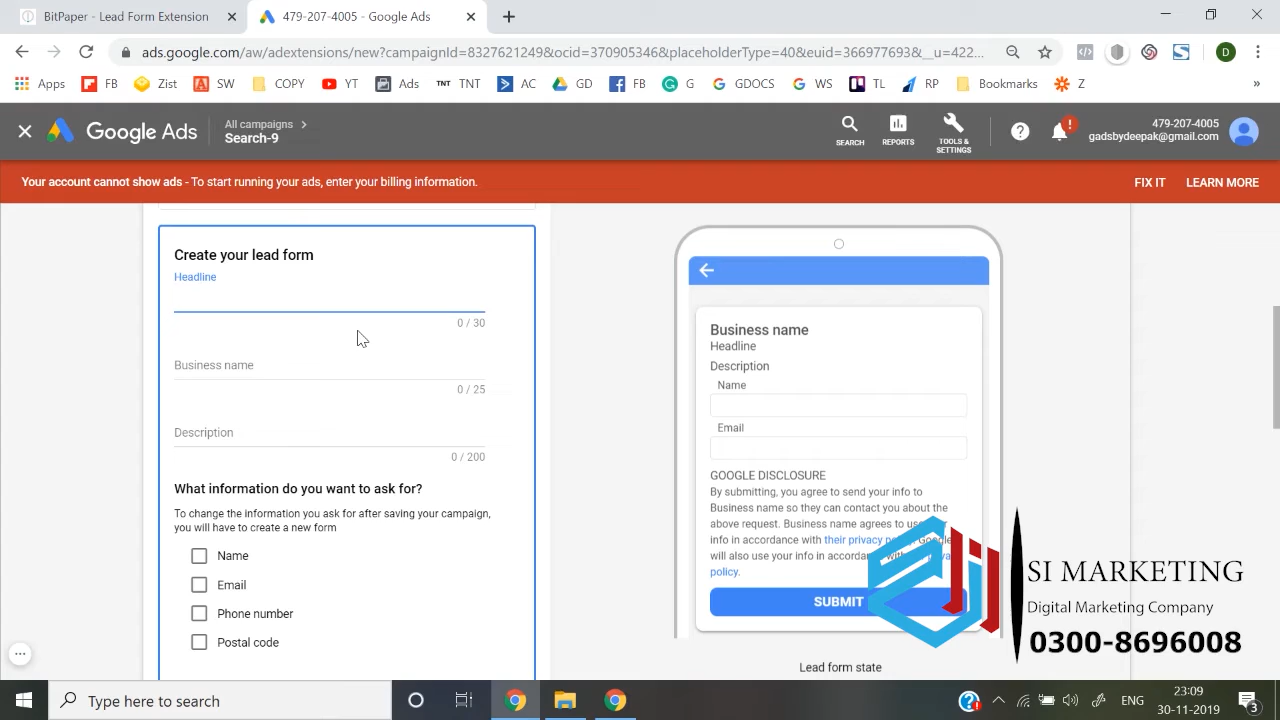 BitPaper - Lead Form Extension
479-207-4005 - Google Ads
ads.google.com/aw/adextensions/new?campaignId=8327621249&ocid=370905346&placeholderType=40&euid=366977693&__u=422...
D
Apps FB Zist SW COPY YT Ads TNT TNT AC GD FB G GDOCS WS TL RP Bookmarks Z »
Google Ads
All campaigns
Search-9
SEARCH
REPORTS
TOOLS &
SETTINGS
479-207-4005
gadsbydeepak@gmail.com
Your account cannot show ads - To start running your ads, enter your billing information.
FIX IT
LEARN MORE
Create your lead form
Headline
0 / 30
Business name
0 / 25
Description
0 / 200
What information do you want to ask for?
To change the information you ask for after saving your campaign,
you will have to create a new form
Name
Email
Phone number
Postal code
Business name
Headline
Description
Name
Email
GOOGLE DISCLOSURE
By submitting, you agree to send your info to
Business name so they can contact you about the
above request. Business name agrees to
info in accordance with their privacy
will also use your info in accordance
policy.
SUBMIT
Lead form state
SI MARKETING
Digital Marketing Company
0300-8696008
Type here to search
ENG
23:09
30-11-2019
3